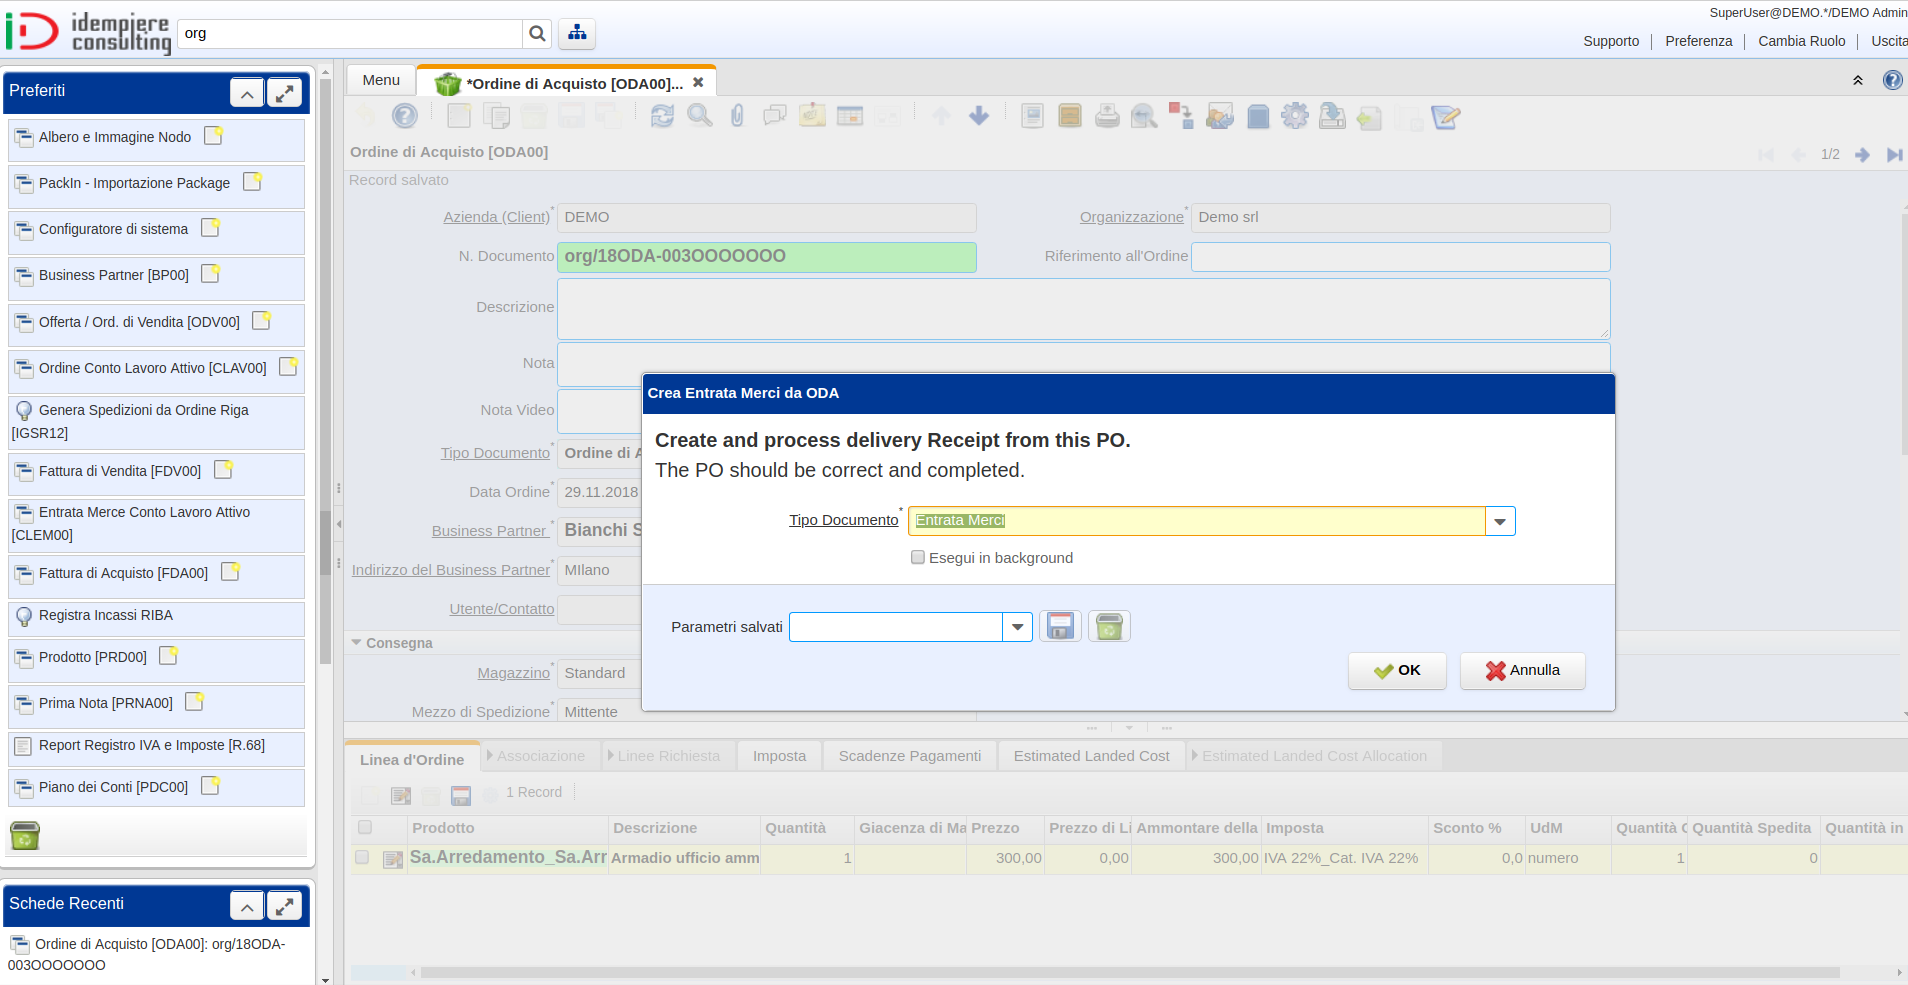 SuperUser@DEMO.*/DEMO Admin
idempiere
consulting
org
Supporto
Preferenza
Cambia Ruolo
Uscita
Preferiti
Albero e Immagine Nodo
PackIn - Importazione Package
Configuratore di sistema
Business Partner [BP00]
Offerta / Ord. di Vendita [ODV00]
Ordine Conto Lavoro Attivo [CLAV00]
Genera Spedizioni da Ordine Riga
[IGSR12]
Fattura di Vendita [FDV00]
Entrata Merce Conto Lavoro Attivo
[CLEM00]
Fattura di Acquisto [FDA00]
Registra Incassi RIBA
Prodotto [PRD00]
Prima Nota [PRNA00]
Report Registro IVA e Imposte [R.68]
Piano dei Conti [PDC00]
Schede Recenti
Ordine di Acquisto [ODA00]: org/18ODA-
003OOOOOOO
Menu
*Ordine di Acquisto [ODA00]...
Ordine di Acquisto [ODA00]
1/2
Record salvato
Azienda (Client)* DEMO
Organizzazione* Demo srl
N. Documento org/18ODA-003OOOOOOO
Riferimento all'Ordine
Descrizione
Nota
Nota Video
Tipo Documento* Ordine di A
Data Ordine* 29.11.2018
Business Partner* Bianchi S
Indirizzo del Business Partner* MIlano
Utente/Contatto
Consegna
Magazzino* Standard
Mezzo di Spedizione* Mittente
Crea Entrata Merci da ODA
Create and process delivery Receipt from this PO.
The PO should be correct and completed.
Tipo Documento* Entrata Merci
Esegui in background
Parametri salvati
OK
Annulla
Linea d'Ordine
Associazione
Linee Richiesta
Imposta
Scadenze Pagamenti
Estimated Landed Cost
Estimated Landed Cost Allocation
1 Record
Prodotto Descrizione Quantità Giacenza di Ma Prezzo Prezzo di Li Ammontare della Imposta Sconto % UdM Quantità Quantità Spedita Quantità in
Sa.Arredamento_Sa.Arr Armadio ufficio amm 1 300,00 0,00 300,00 IVA 22%_Cat. IVA 22% 0,0 numero 1 0